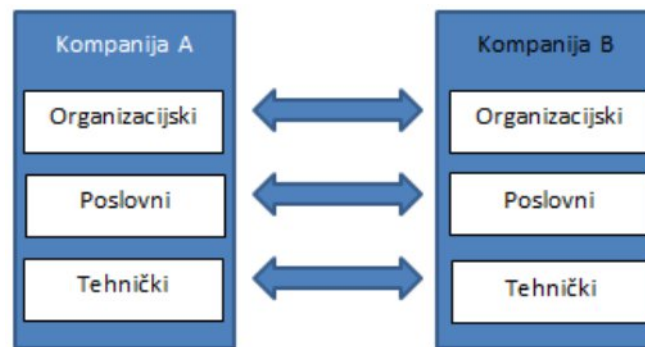 Kompanija A
Organizacijski
Poslovni
Tehnički
Kompanija B
Organizacijski
Poslovni
Tehnički